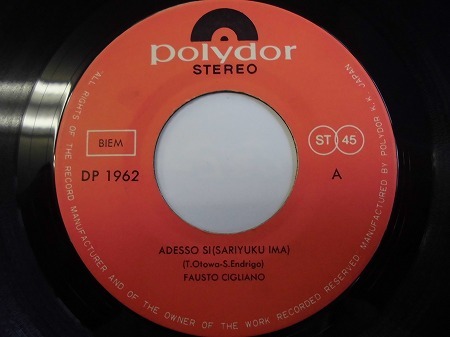 polydor
STEREO
BIEM
DP 1962
ST 45
A
ADESSO SI(SARIYUKU IMA)
(T.Otowa-S.Endrigo)
FAUSTO CIGLIANO
ALL RIGHTS OF THE RECORD MANUFACTURER AND OF THE OWNER OF THE WORK RECORDED RESERVED MANUFACTURED BY POLYDOR K.K. JAPAN